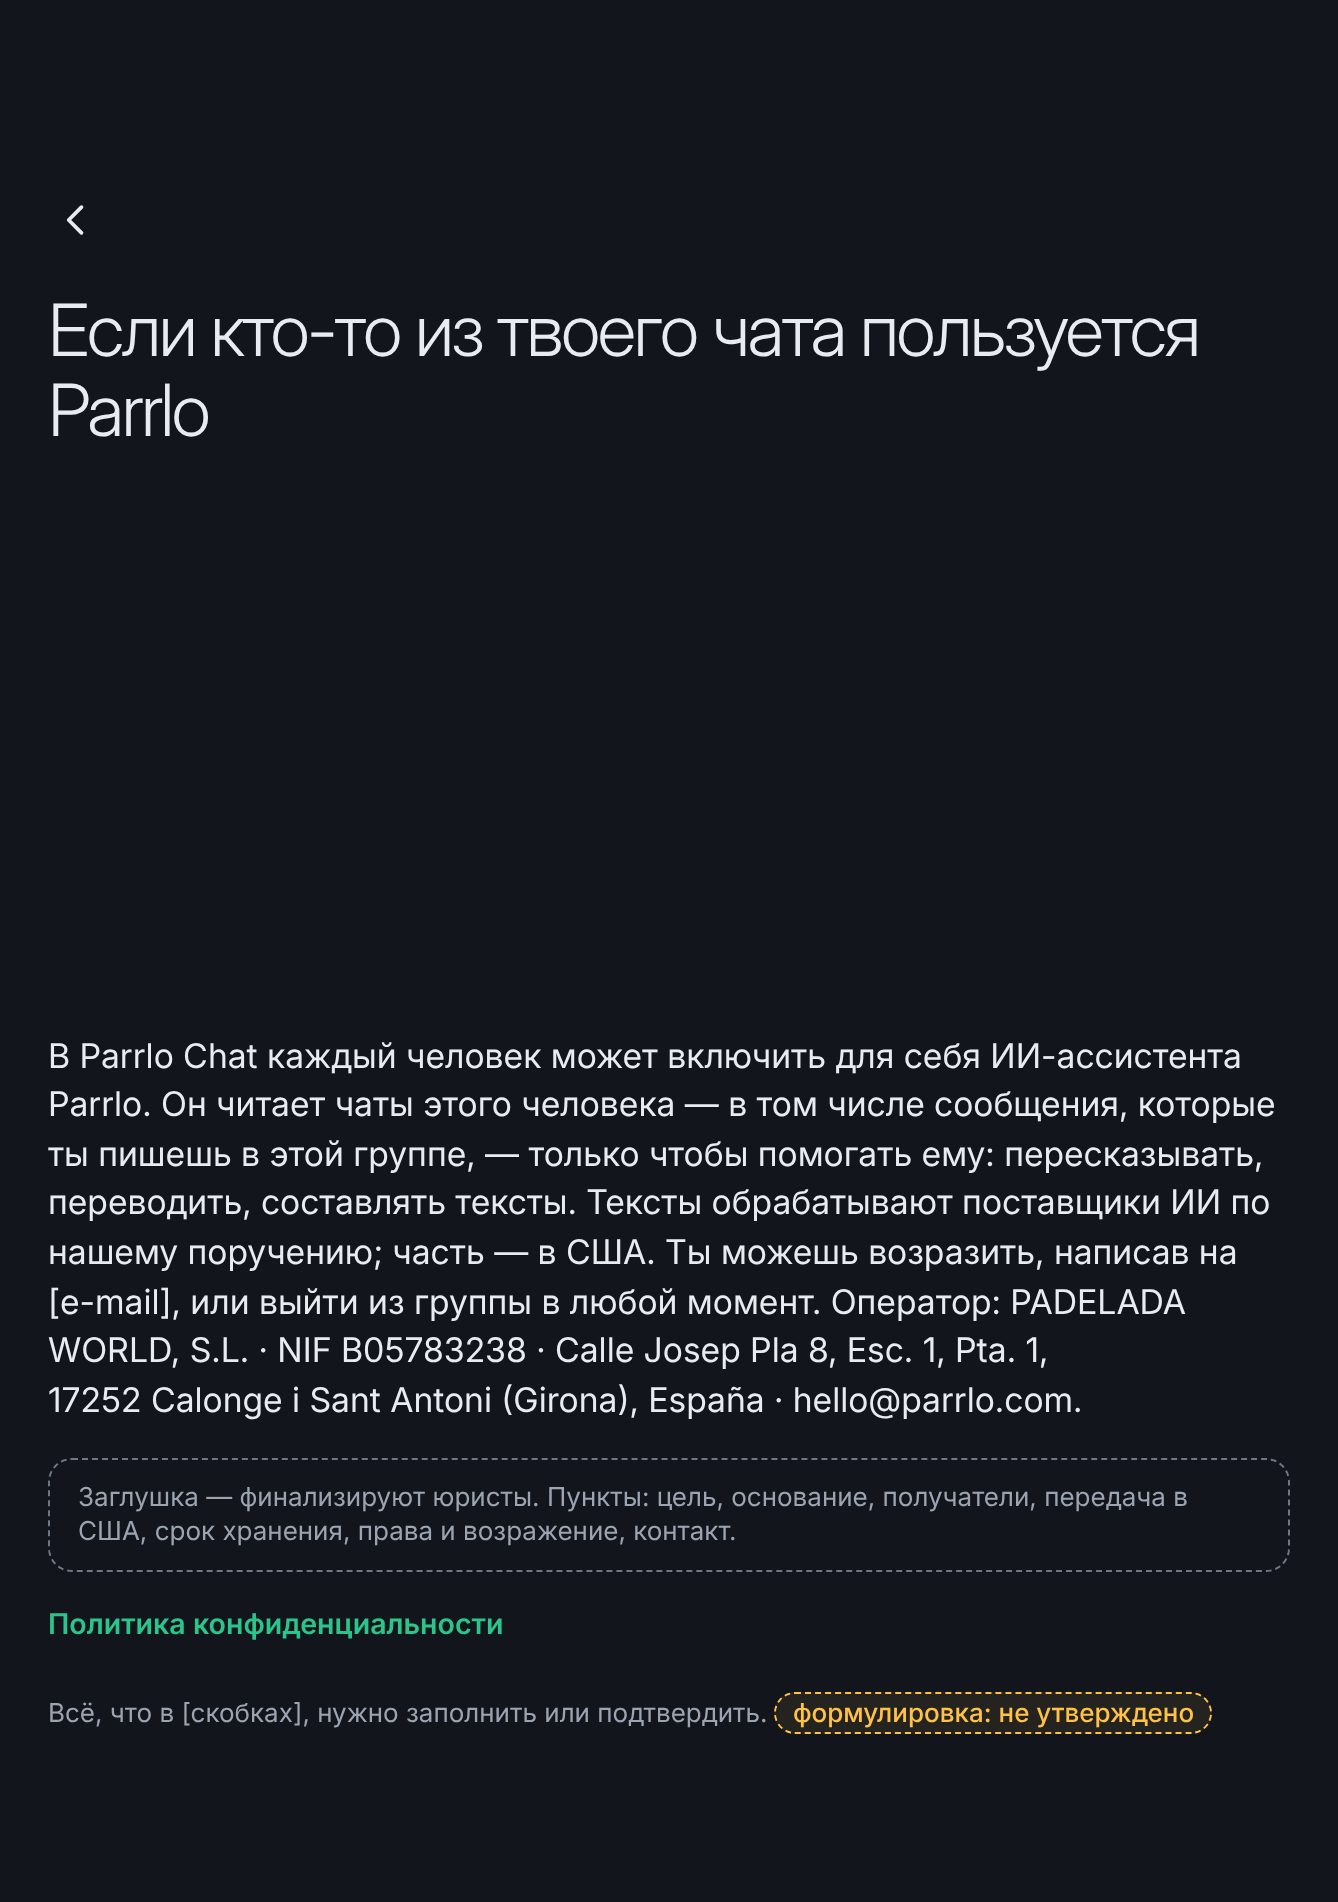 Если кто-то из твоего чата пользуется
Parrlo
В Parrlo Chat каждый человек может включить для себя ИИ-ассистента
Parrlo. Он читает чаты этого человека — в том числе сообщения, которые
ты пишешь в этой группе, — только чтобы помогать ему: пересказывать,
переводить, составлять тексты. Тексты обрабатывают поставщики ИИ по
нашему поручению; часть — в США. Ты можешь возразить, написав на
[e-mail], или выйти из группы в любой момент. Оператор: PADELADA
WORLD, S.L. · NIF B05783238 · Calle Josep Pla 8, Esc. 1, Pta. 1,
17252 Calonge i Sant Antoni (Girona), España · hello@parrlo.com.
Заглушка — финализируют юристы. Пункты: цель, основание, получатели, передача в
США, срок хранения, права и возражение, контакт.
Политика конфиденциальности
Всё, что в [скобках], нужно заполнить или подтвердить. формулировка: не утверждено